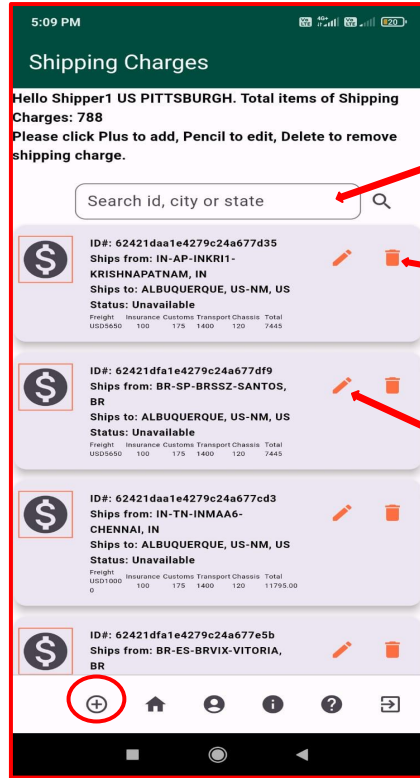 5:09 PM
Shipping Charges
Hello Shipper1 US PITTSBURGH. Total items of Shipping
Charges: 788
Please click Plus to add, Pencil to edit, Delete to remove
shipping charge.
Search id, city or state
ID#: 62421daa1e4279c24a677d35
Ships from: IN-AP-INKRI1-
KRISHNAPATNAM, IN
Ships to: ALBUQUERQUE, US-NM, US
Status: Unavailable
Freight Insurance Customs Transport Chassis Total
USD5650 100 175 1400 120 7445
ID#: 62421dfa1e4279c24a677df9
Ships from: BR-SP-BRSSZ-SANTOS,
BR
Ships to: ALBUQUERQUE, US-NM, US
Status: Unavailable
Freight Insurance Customs Transport Chassis Total
USD5650 100 175 1400 120 7445
ID#: 62421daa1e4279c24a677cd3
Ships from: IN-TN-INMAA6-
CHENNAI, IN
Ships to: ALBUQUERQUE, US-NM, US
Status: Unavailable
Freight Insurance Customs Transport Chassis Total
USD1000
0 100 175 1400 120 11795.00
ID#: 62421dfa1e4279c24a677e5b
Ships from: BR-ES-BRVIX-VITORIA,
BR